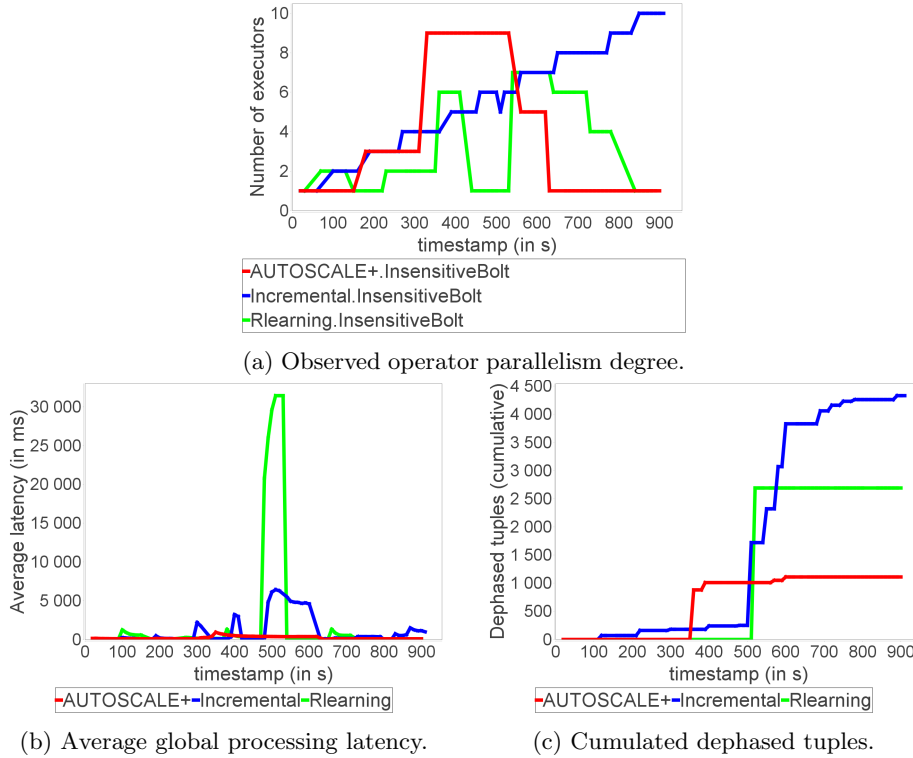 10
8
6
4
2
0
Number of executors
0 100 200 300 400 500 600 700 800 900
timestamp (in s)
AUTOSCALE+.InsensitiveBolt
Incremental.InsensitiveBolt
Rlearning.InsensitiveBolt
(a) Observed operator parallelism degree.
30 000
25 000
20 000
15 000
10 000
5 000
0
Average latency (in ms)
0 100 200 300 400 500 600 700 800 900
timestamp (in s)
AUTOSCALE+ Incremental Rlearning
(b) Average global processing latency.
4 500
4 000
3 500
3 000
2 500
2 000
1 500
1 000
500
0
Dephased tuples (cumulative)
0 100 200 300 400 500 600 700 800 900
timestamp (in s)
AUTOSCALE+ Incremental Rlearning
(c) Cumulated dephased tuples.